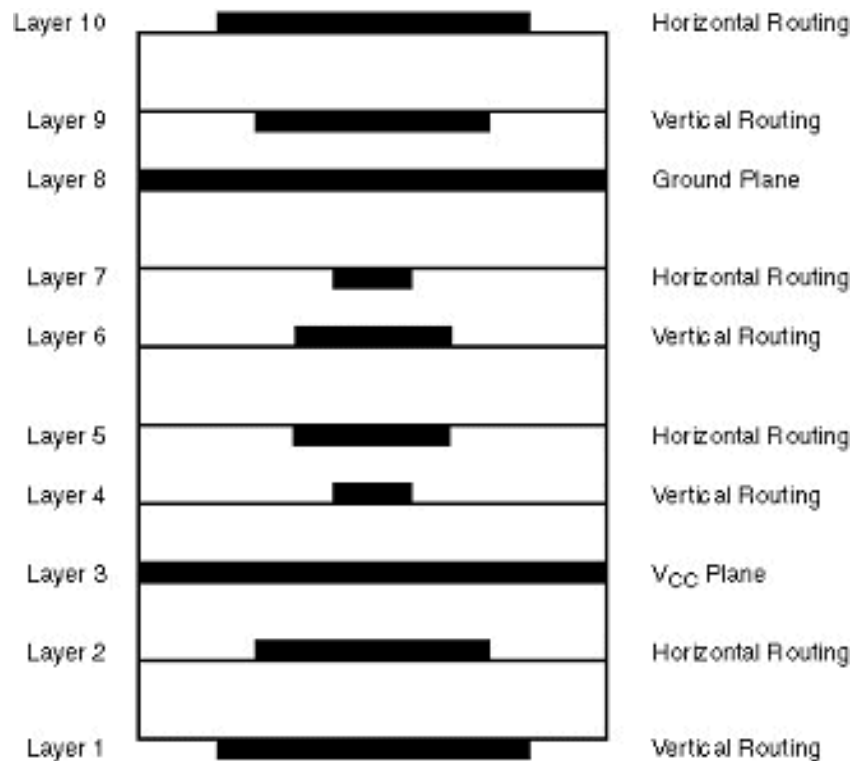 Layer 10 Horizontal Routing
Layer 9 Vertical Routing
Layer 8 Ground Plane
Layer 7 Horizontal Routing
Layer 6 Vertical Routing
Layer 5 Horizontal Routing
Layer 4 Vertical Routing
Layer 3 VCC Plane
Layer 2 Horizontal Routing
Layer 1 Vertical Routing